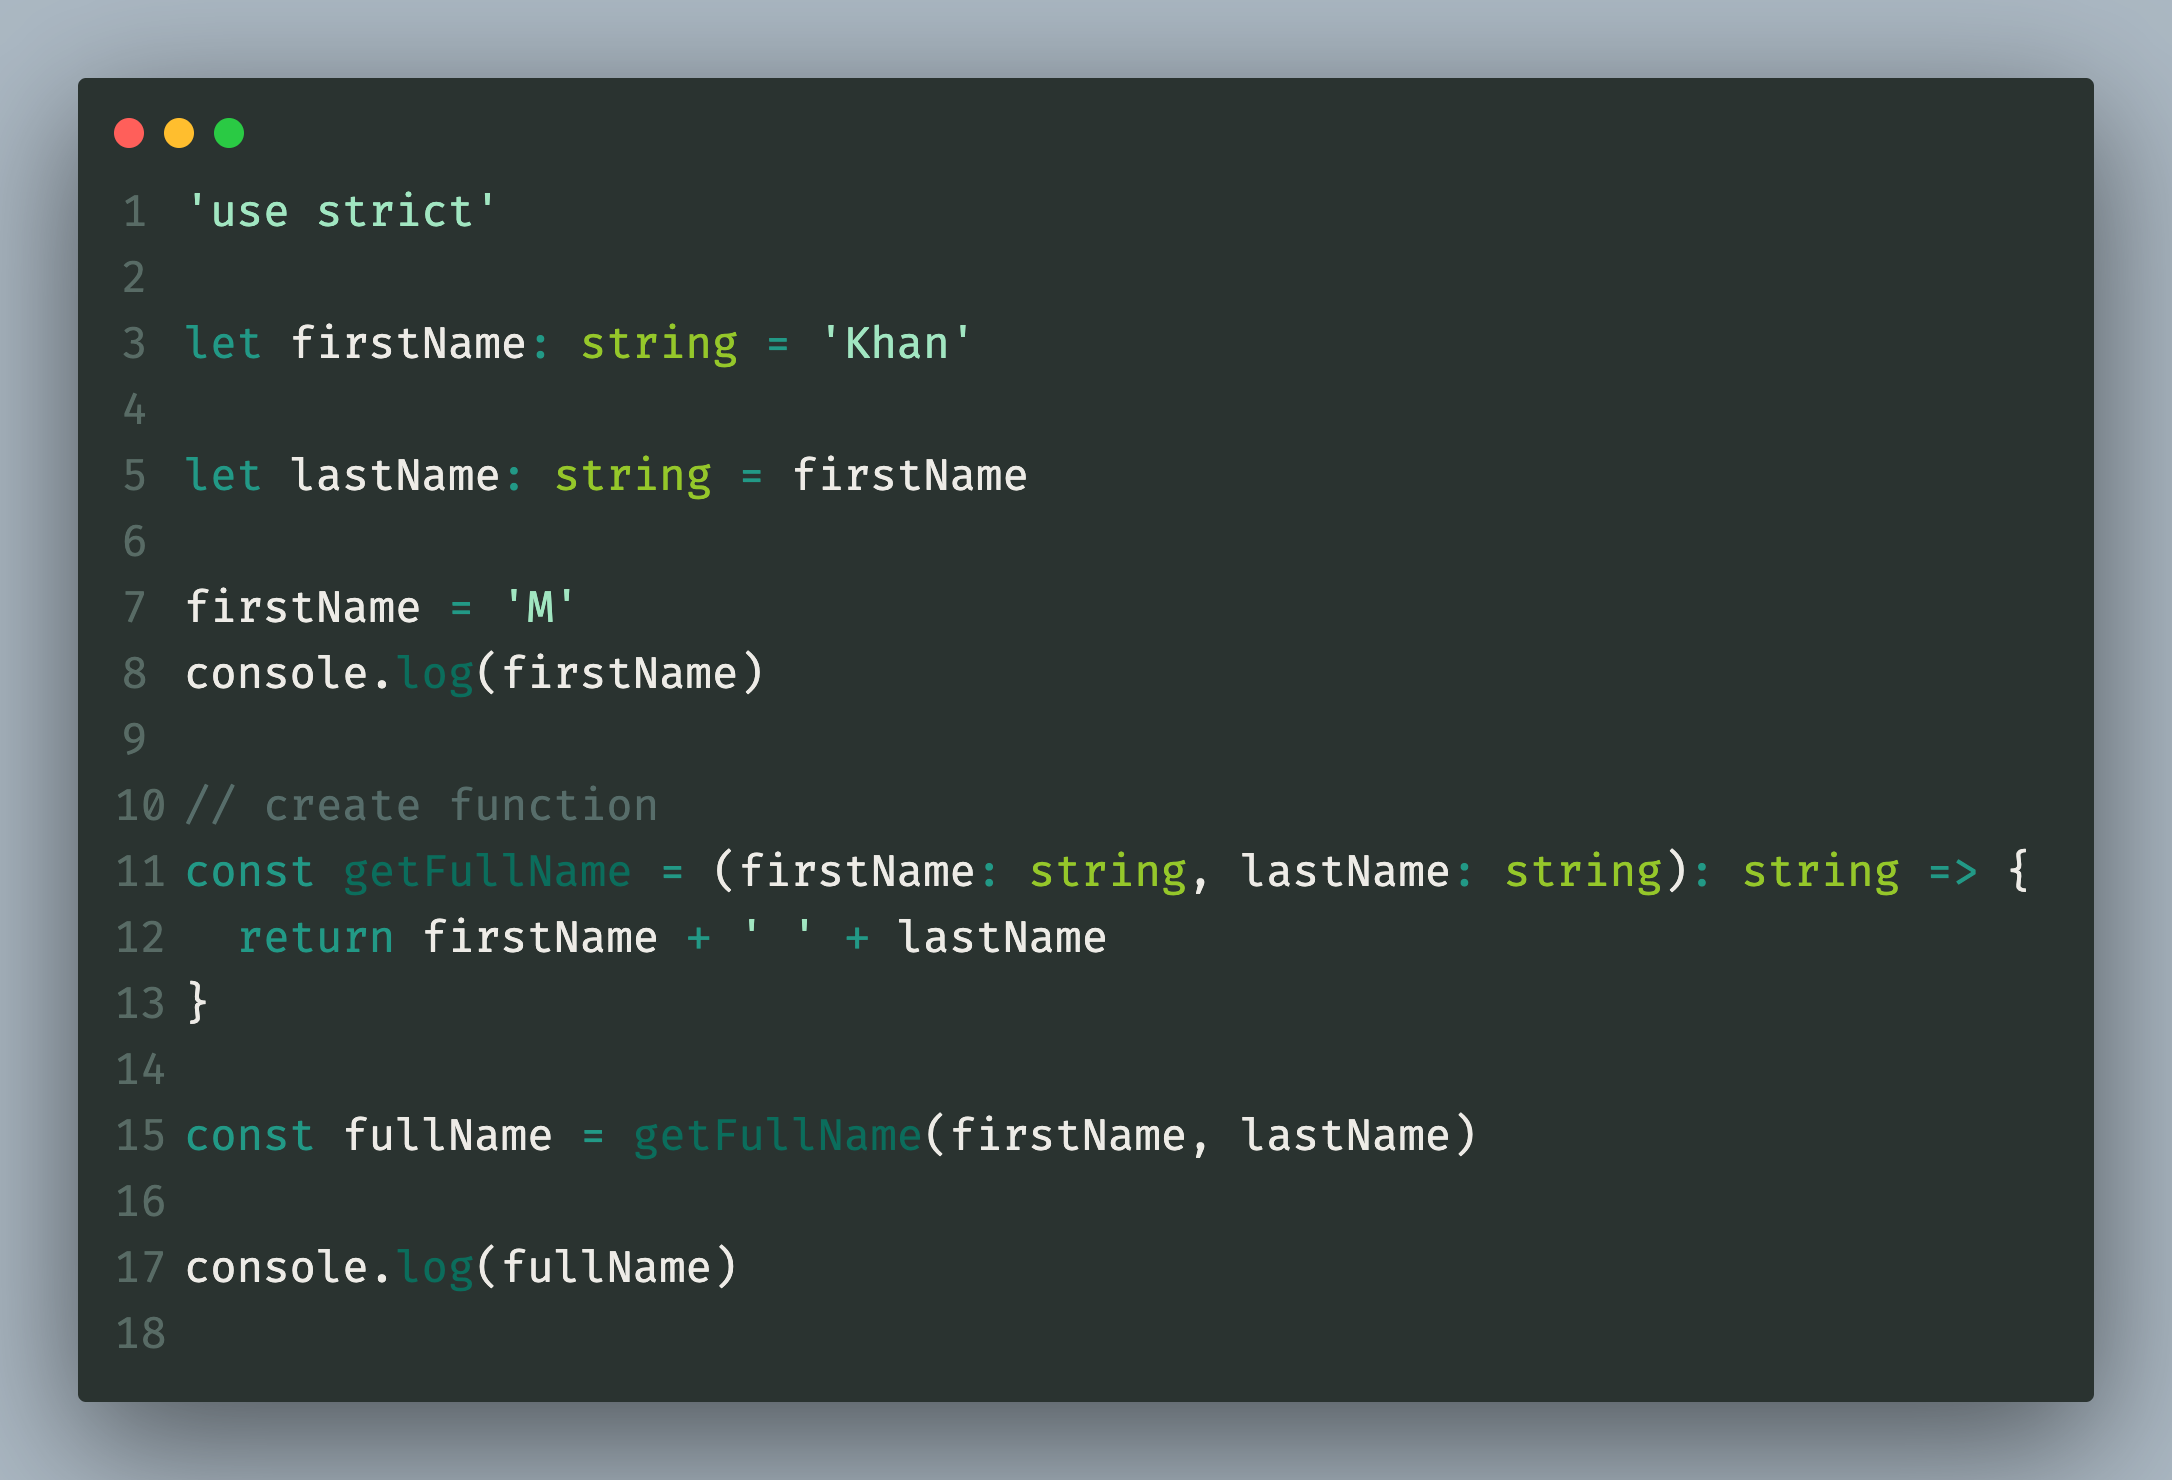 1 'use strict'
2
3 let firstName: string = 'Khan'
4
5 let lastName: string = firstName
6
7 firstName = 'M'
8 console.log(firstName)
9
10 // create function
11 const getFullName = (firstName: string, lastName: string): string => {
12   return firstName + ' ' + lastName
13 }
14
15 const fullName = getFullName(firstName, lastName)
16
17 console.log(fullName)
18